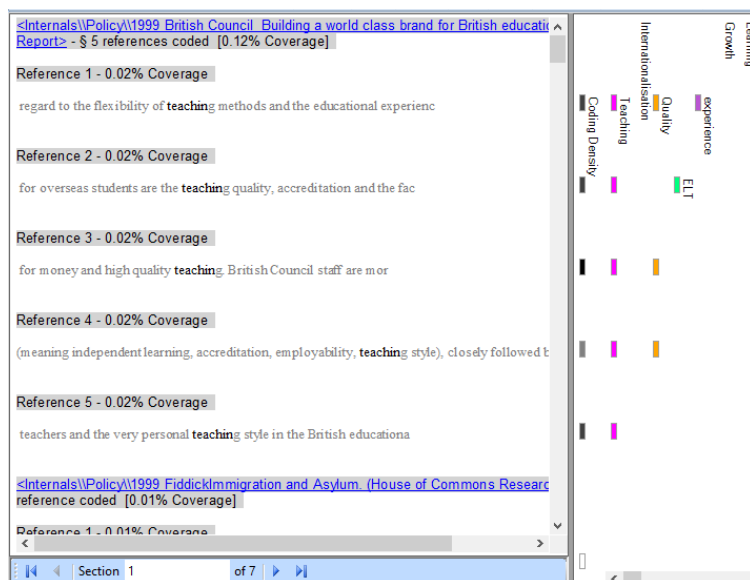 <Internals\\Policy\\1999 British Council Building a world class brand for British educatio
Report> - § 5 references coded [0.12% Coverage]
Reference 1 - 0.02% Coverage
regard to the flexibility of teaching methods and the educational experienc
Reference 2 - 0.02% Coverage
for overseas students are the teaching quality, accreditation and the fac
Reference 3 - 0.02% Coverage
for money and high quality teaching. British Council staff are mor
Reference 4 - 0.02% Coverage
(meaning independent learning, accreditation, employability, teaching style), closely followed b
Reference 5 - 0.02% Coverage
teachers and the very personal teaching style in the British educationa
<Internals\\Policy\\1999 FiddickImmigration and Asylum. (House of Commons Researc
reference coded [0.01% Coverage]
Reference 1 - 0.01% Coverage
Section 1 of 7
Coding Density
Teaching
Internationalisation
Quality
ELT
experience
Growth
Learning